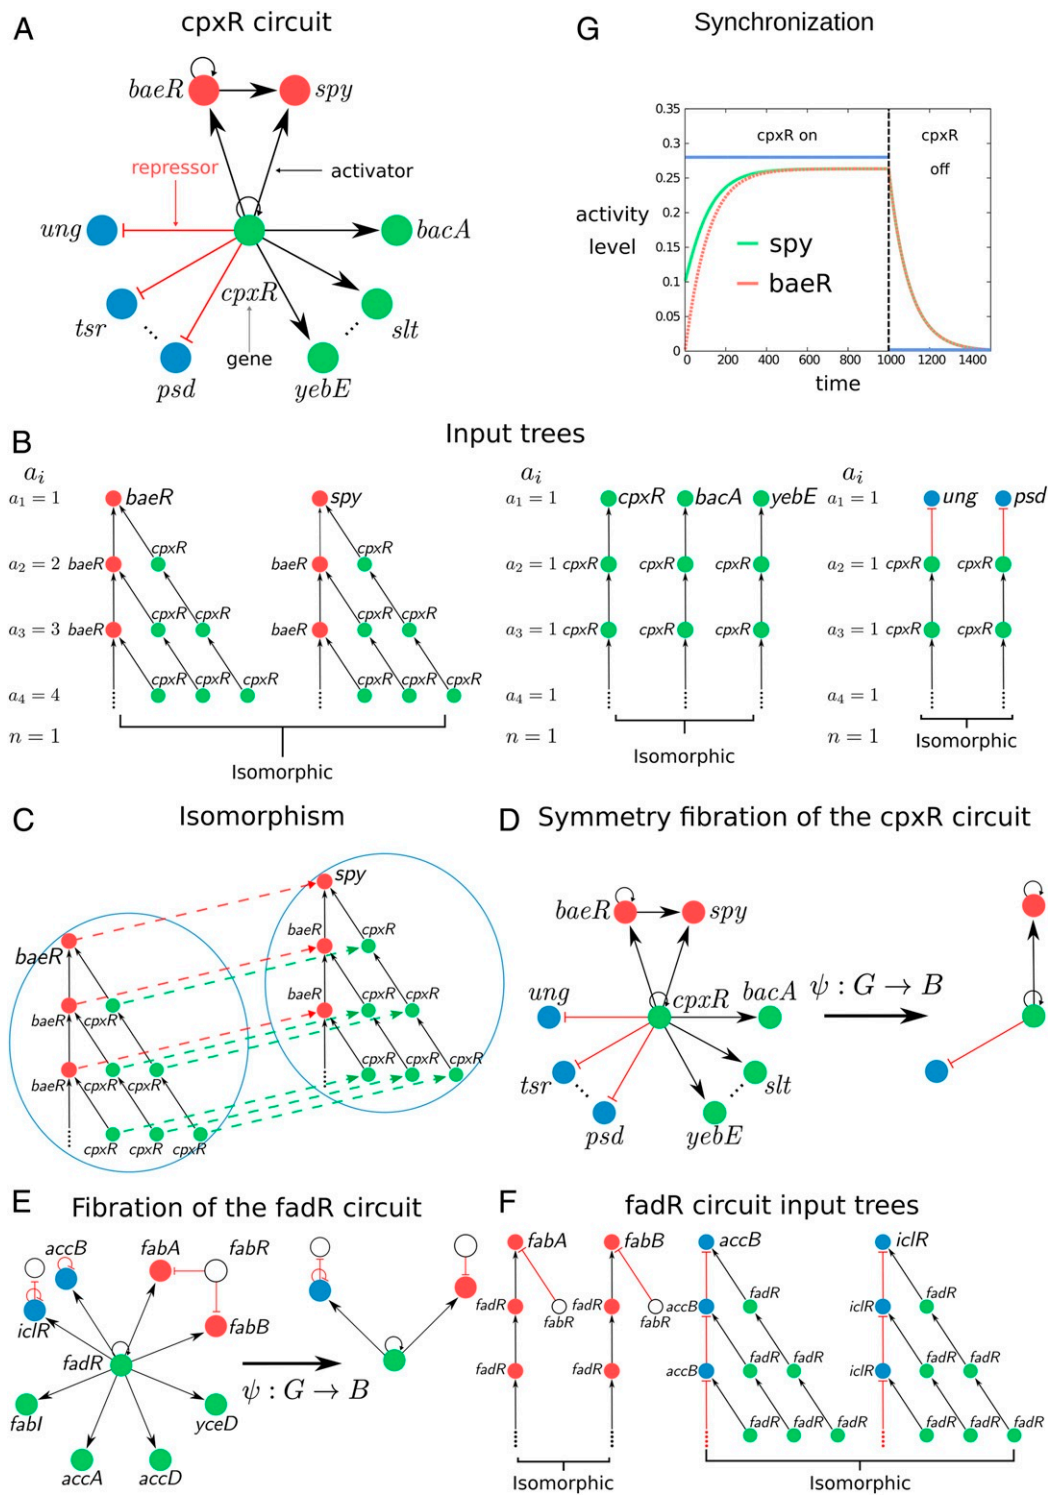 A
cpxR circuit
baeR
spy
repressor
activator
ung
bacA
cpxR
tsr
slt
gene
psd
yebE
G
Synchronization
0.35
0.3
0.25
0.2
0.15
0.1
0.05
0
cpxR on
cpxR
off
activity
level
spy
baeR
0 200 400 600 800 1000 1200 1400
time
B
Input trees
a_i
a_1 = 1
baeR
spy
cpxR
cpxR
a_2 = 2
baeR
baeR
cpxR
cpxR
cpxR
cpxR
a_3 = 3
baeR
baeR
cpxR
cpxR
cpxR
cpxR
cpxR
cpxR
a_4 = 4
n = 1
Isomorphic
a_1 = 1
cpxR
bacA
yebE
a_2 = 1
cpxR
cpxR
cpxR
a_3 = 1
cpxR
cpxR
cpxR
a_4 = 1
n = 1
Isomorphic
a_i
a_1 = 1
ung
psd
a_2 = 1
cpxR
cpxR
a_3 = 1
cpxR
cpxR
a_4 = 1
n = 1
Isomorphic
C
Isomorphism
spy
baeR
cpxR
baeR
baeR
cpxR
cpxR
baeR
cpxR
cpxR
cpxR
cpxR
baeR
cpxR
cpxR
cpxR
cpxR
cpxR
D
Symmetry fibration of the cpxR circuit
baeR
spy
ung
cpxR
bacA
ψ : G → B
tsr
slt
psd
yebE
E
Fibration of the fadR circuit
accB
fabA
fabR
iclR
fabB
fadR
ψ : G → B
fabI
yceD
accA
accD
F
fadR circuit input trees
fabA
fabB
accB
iclR
fadR
fabR
fadR
fabR
accB
fadR
iclR
fadR
fadR
fadR
accB
fadR
fadR
iclR
fadR
fadR
fadR
fadR
fadR
fadR
fadR
fadR
Isomorphic
Isomorphic